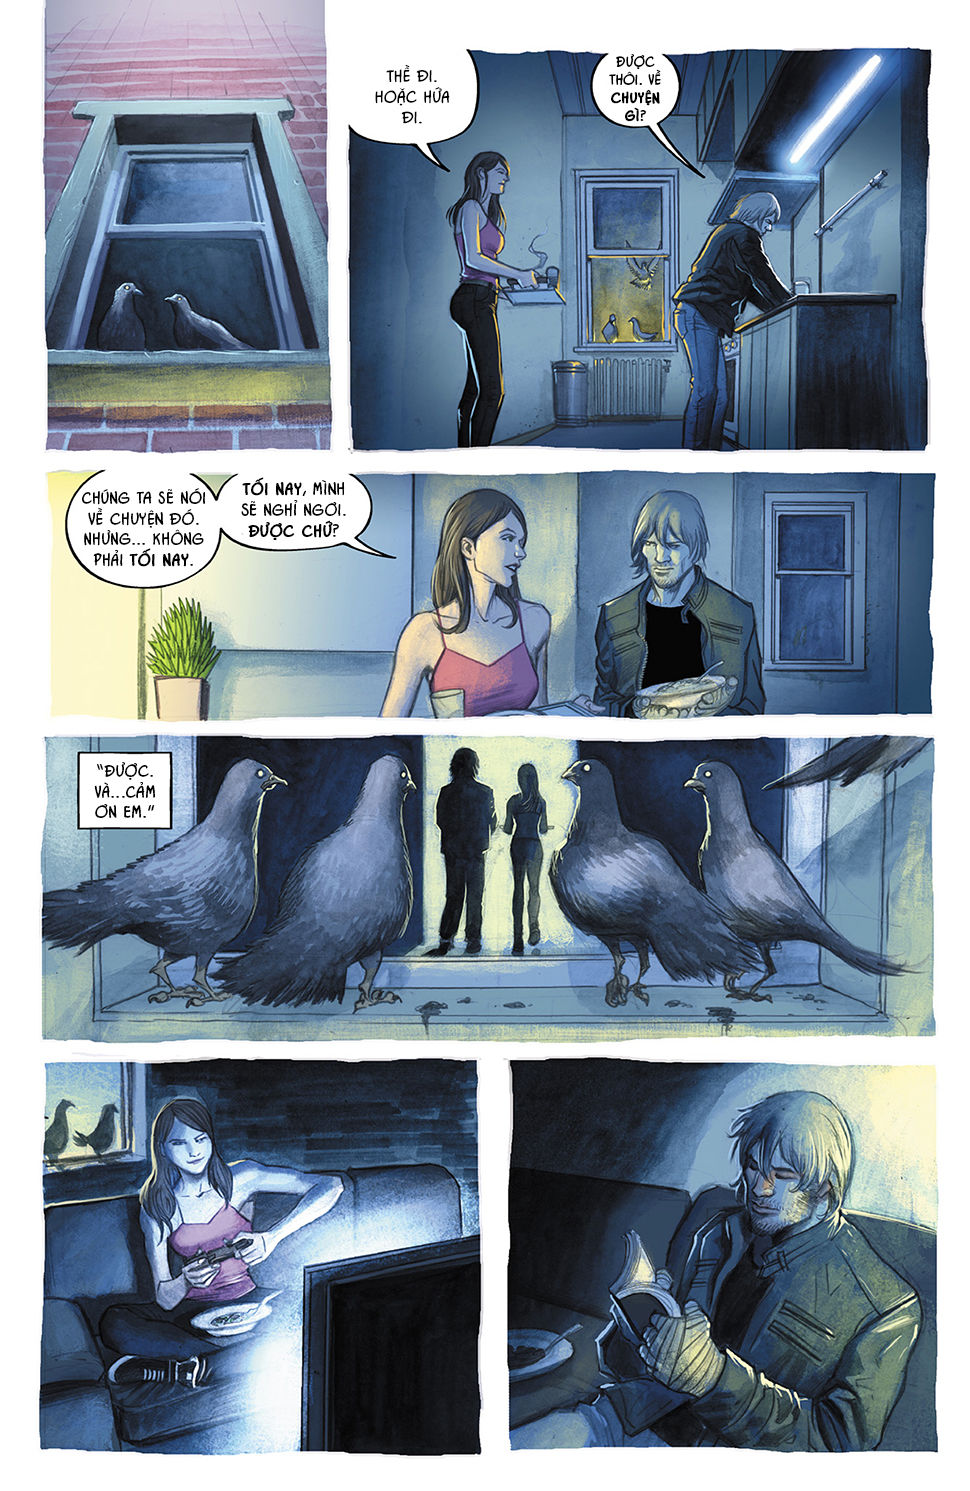 THỀ ĐI.
HOẶC HỨA
ĐI.
ĐƯỢC
THÔI. VỀ
CHUYỆN
GÌ?
CHÚNG TA SẼ NÓI
VỀ CHUYỆN ĐÓ.
NHƯNG... KHÔNG
PHẢI TỐI NAY.
TỐI NAY, MÌNH
SẼ NGHỈ NGƠI.
ĐƯỢC CHỨ?
"ĐƯỢC.
VÀ...CẢM
ƠN EM."